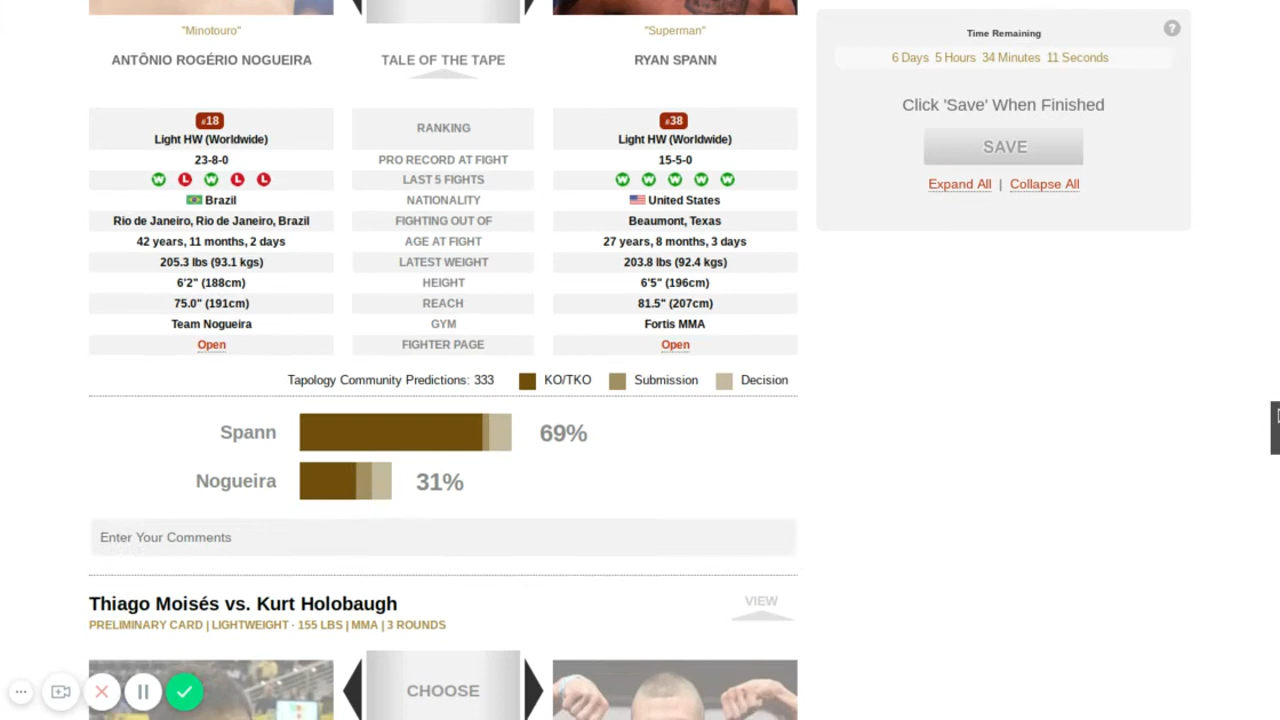 "Minotouro"
"Superman"
ANTÔNIO ROGÉRIO NOGUEIRA
TALE OF THE TAPE
RYAN SPANN
Time Remaining
?
6 Days 5 Hours 34 Minutes 11 Seconds
Click 'Save' When Finished
SAVE
Expand All | Collapse All
#18
Light HW (Worldwide)
RANKING
#38
Light HW (Worldwide)
23-8-0
PRO RECORD AT FIGHT
15-5-0
W L W L L
LAST 5 FIGHTS
W W W W W
Brazil
NATIONALITY
United States
Rio de Janeiro, Rio de Janeiro, Brazil
FIGHTING OUT OF
Beaumont, Texas
42 years, 11 months, 2 days
AGE AT FIGHT
27 years, 8 months, 3 days
205.3 lbs (93.1 kgs)
LATEST WEIGHT
203.8 lbs (92.4 kgs)
6'2" (188cm)
HEIGHT
6'5" (196cm)
75.0" (191cm)
REACH
81.5" (207cm)
Team Nogueira
GYM
Fortis MMA
Open
FIGHTER PAGE
Open
Tapology Community Predictions: 333
KO/TKO
Submission
Decision
Spann
69%
Nogueira
31%
Enter Your Comments
Thiago Moisés vs. Kurt Holobaugh
VIEW
PRELIMINARY CARD | LIGHTWEIGHT · 155 LBS | MMA | 3 ROUNDS
CHOOSE